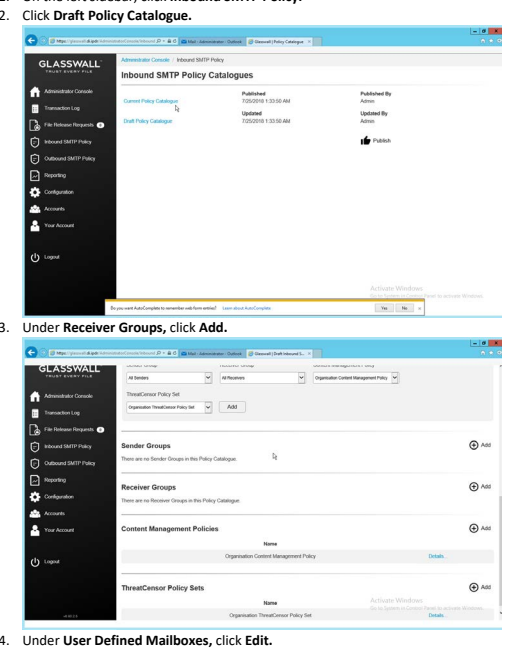 2. Click Draft Policy Catalogue.
GLASSWALL
TRUST EVERY FILE
Administrator Console
Transaction Log
File Release Requests
Inbound SMTP Policy
Outbound SMTP Policy
Reporting
Configuration
Accounts
Your Account
Logout
Mail - Administrator - Outlook
Glasswall | Policy Catalogue
Administrator Console / Inbound SMTP Policy
Inbound SMTP Policy Catalogues
Published
Published By
Current Policy Catalogue
7/25/2018 1:33:50 AM
Admin
Updated
Updated By
Draft Policy Catalogue
7/25/2018 1:33:50 AM
Admin
Publish
Activate Windows
Go to System in Control Panel to activate Windows.
Do you want AutoComplete to remember web form entries?
Learn about AutoComplete
Yes
No
3. Under Receiver Groups, click Add.
Mail - Administrator - Outlook
Glasswall | Draft Inbound S...
GLASSWALL
TRUST EVERY FILE
Administrator Console
Transaction Log
File Release Requests
Inbound SMTP Policy
Outbound SMTP Policy
Reporting
Configuration
Accounts
Your Account
Logout
All Senders
All Receivers
Organisation Content Management Policy
ThreatCensor Policy Set
Organisation ThreatCensor Policy Set
Add
Sender Groups
Add
There are no Sender Groups in this Policy Catalogue.
Receiver Groups
Add
There are no Receiver Groups in this Policy Catalogue.
Content Management Policies
Add
Name
Organisation Content Management Policy
Details...
ThreatCensor Policy Sets
Add
Name
Activate Windows
Go to System in Control Panel to activate Windows.
Organisation ThreatCensor Policy Set
Details...
4. Under User Defined Mailboxes, click Edit.